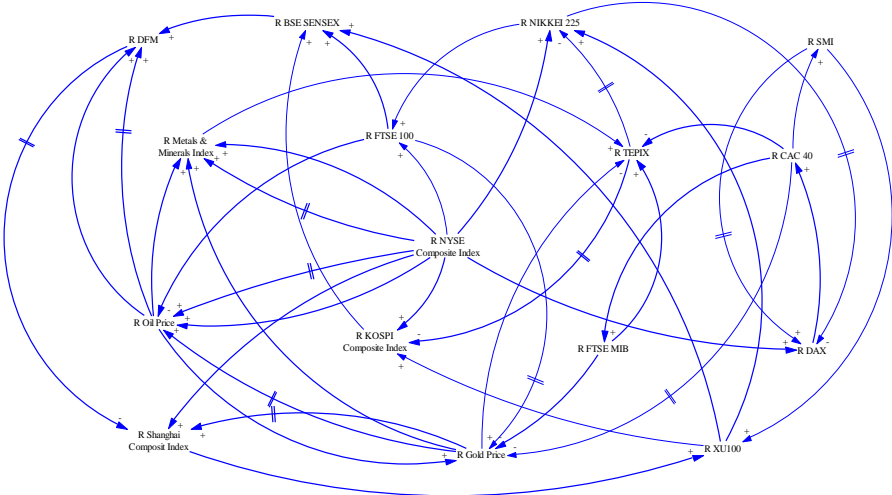 R BSE SENSEX
R NIKKEI 225
R DFM
R SMI
R FTSE 100
R Metals &
Minerals Index
R TEPIX
R CAC 40
R NYSE
Composite Index
R Oil Price
R KOSPI
Composite Index
R FTSE MIB
R DAX
R Shanghai
Composit Index
R Gold Price
R XU100